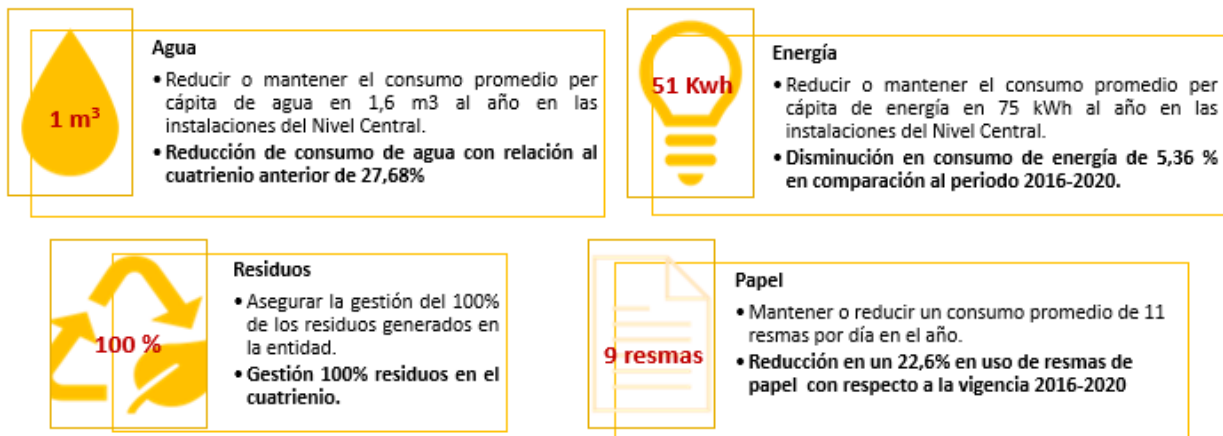 1 m³
Agua
• Reducir o mantener el consumo promedio per
cápita de agua en 1,6 m3 al año en las
instalaciones del Nivel Central.
• Reducción de consumo de agua con relación al
cuatrienio anterior de 27,68%
51 Kwh
Energía
• Reducir o mantener el consumo promedio per
cápita de energía en 75 kWh al año en las
instalaciones del Nivel Central.
• Disminución en consumo de energía de 5,36 %
en comparación al periodo 2016-2020.
100 %
Residuos
• Asegurar la gestión del 100%
de los residuos generados en
la entidad.
• Gestión 100% residuos en el
cuatrienio.
9 resmas
Papel
• Mantener o reducir un consumo promedio de 11
resmas por día en el año.
• Reducción en un 22,6% en uso de resmas de
papel con respecto a la vigencia 2016-2020